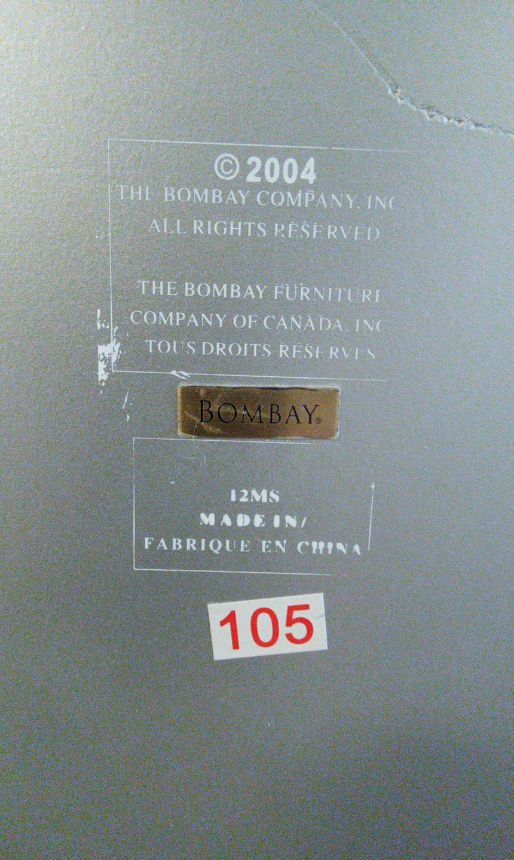 © 2004
THE BOMBAY COMPANY, INC
ALL RIGHTS RESERVED
THE BOMBAY FURNITURE
COMPANY OF CANADA, INC
TOUS DROITS RÉSERVES
BOMBAY®
12MS
MADE IN/
FABRIQUE EN CHINA
105